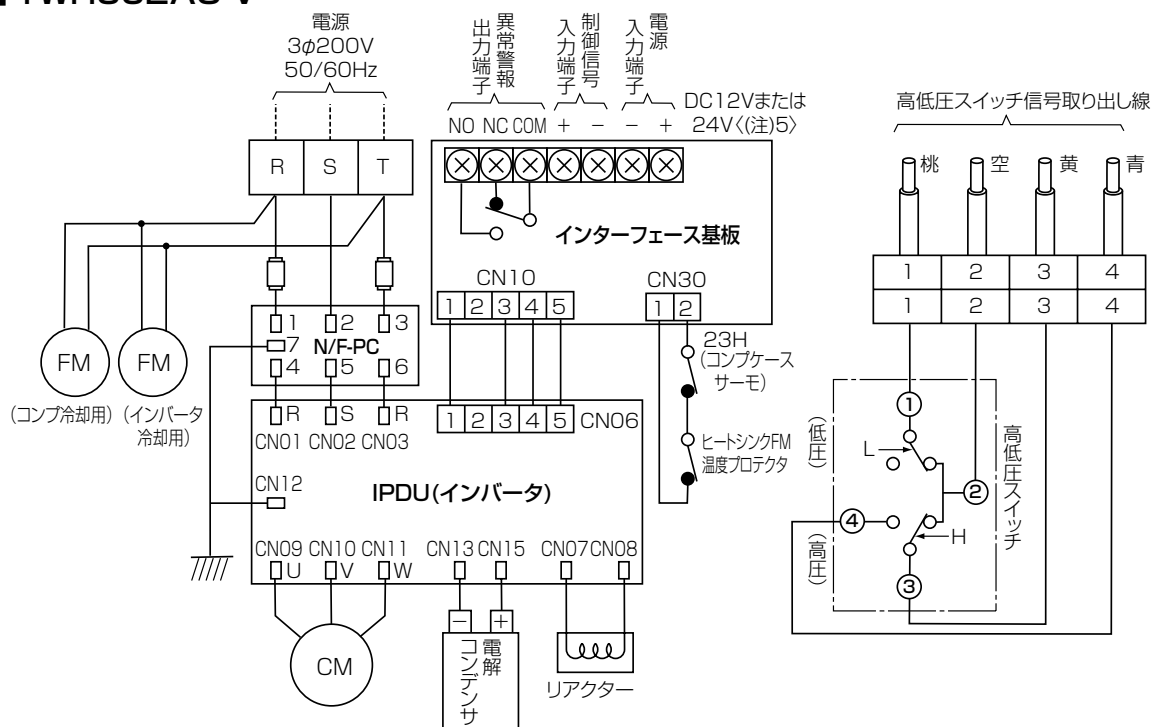 電源
3φ200V
50/60Hz
R S T
異常警報
出力端子
制御信号
入力端子
電源
入力端子
DC12Vまたは
24V〈(注)5〉
NO NC COM + − − +
インターフェース基板
CN10
1 2 3 4 5
CN30
1 2
23H
(コンプケース
サーモ)
ヒートシンクFM
温度プロテクタ
1 2 3
7 N/F-PC
4 5 6
FM FM
(コンプ冷却用) (インバータ
冷却用)
R S R
CN01 CN02 CN03
1 2 3 4 5 CN06
CN12
IPDU(インバータ)
CN09 CN10 CN11 CN13 CN15 CN07 CN08
U V W
CM
− +
電解
コンデンサ
リアクター
高低圧スイッチ信号取り出し線
桃 空 黄 青
1 2 3 4
1 2 3 4
(低圧)
①
L
②
高低圧スイッチ
④
H
(高圧)
③